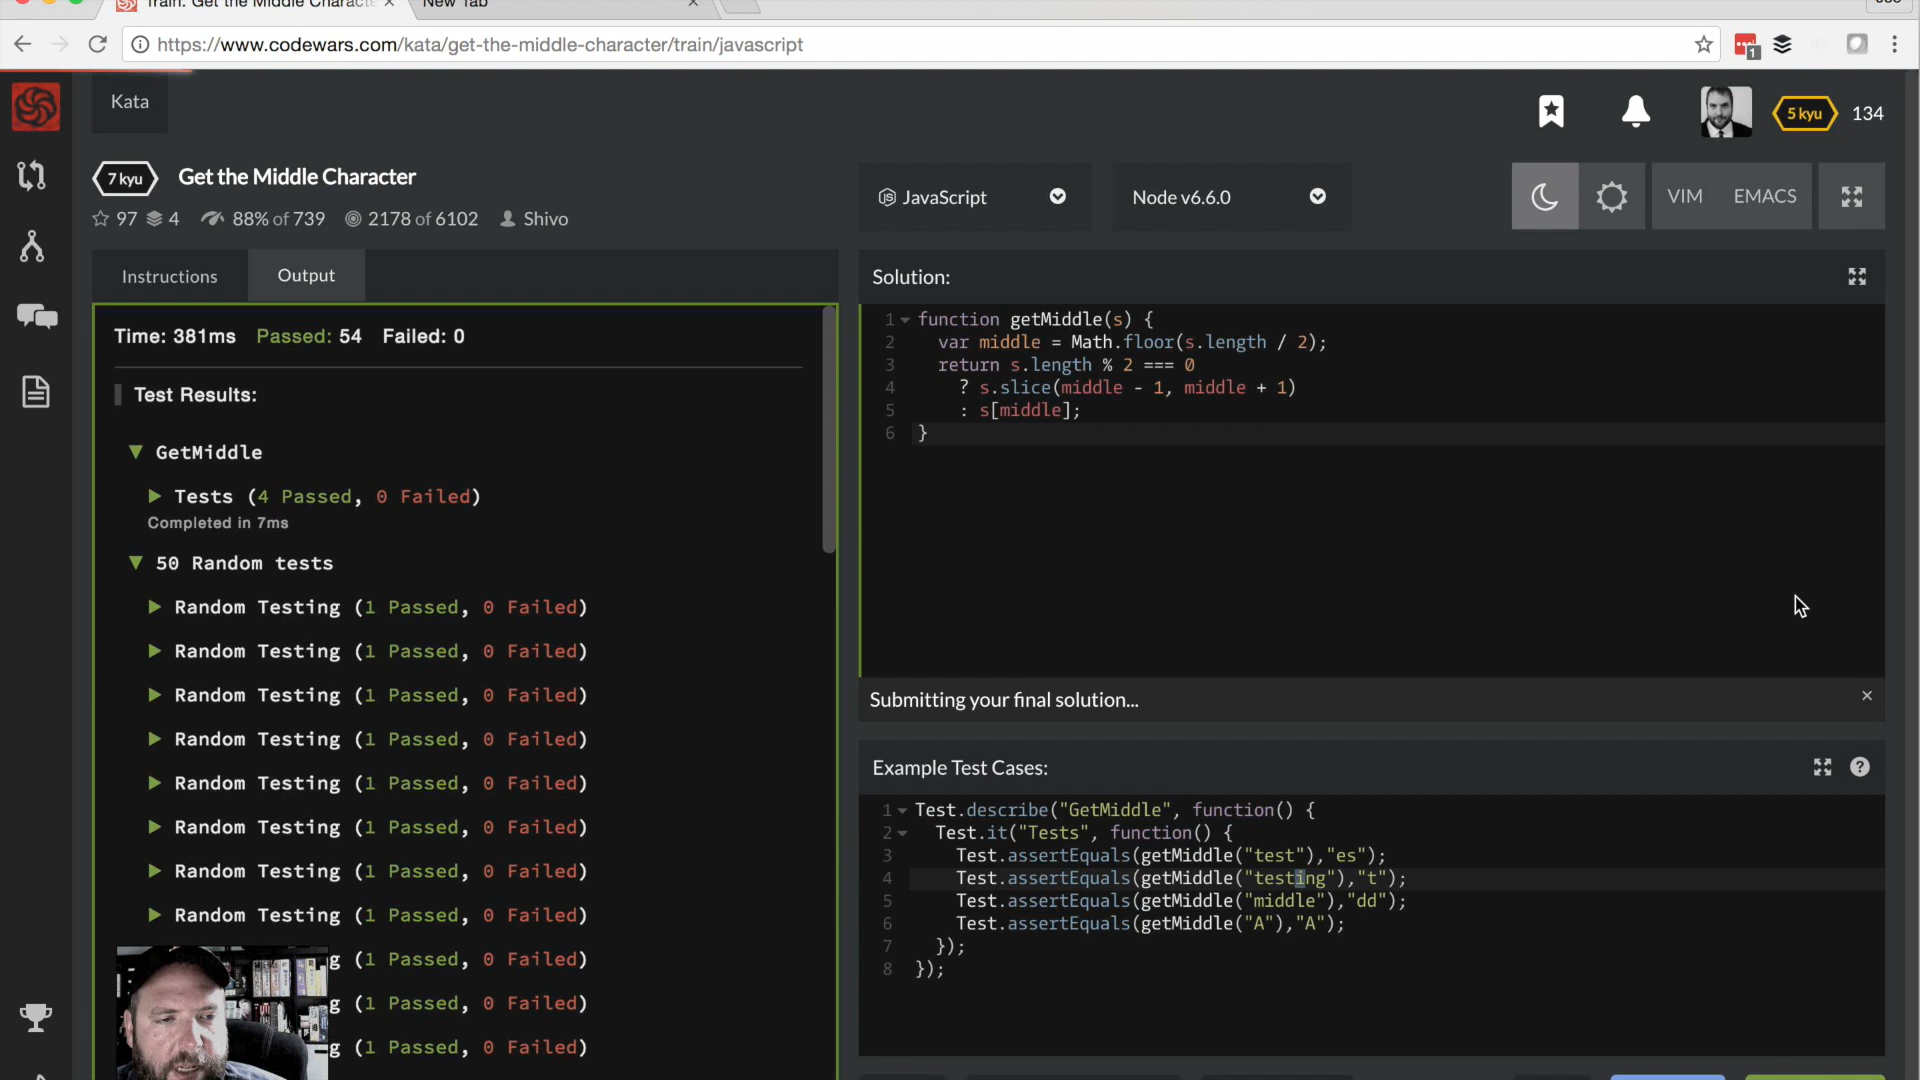 Train: Get the Middle Characte
New Tab
https://www.codewars.com/kata/get-the-middle-character/train/javascript
1
Kata
5 kyu
134
7 kyu
Get the Middle Character
97
4
88% of 739
2178 of 6102
Shivo
JavaScript
Node v6.6.0
VIM
EMACS
Instructions
Output
Time: 381ms Passed: 54 Failed: 0
Test Results:
GetMiddle
Tests (4 Passed, 0 Failed)
Completed in 7ms
50 Random tests
Random Testing (1 Passed, 0 Failed)
Random Testing (1 Passed, 0 Failed)
Random Testing (1 Passed, 0 Failed)
Random Testing (1 Passed, 0 Failed)
Random Testing (1 Passed, 0 Failed)
Random Testing (1 Passed, 0 Failed)
Random Testing (1 Passed, 0 Failed)
Random Testing (1 Passed, 0 Failed)
g (1 Passed, 0 Failed)
g (1 Passed, 0 Failed)
g (1 Passed, 0 Failed)
Solution:
1 function getMiddle(s) {
2 var middle = Math.floor(s.length / 2);
3 return s.length % 2 === 0
4 ? s.slice(middle - 1, middle + 1)
5 : s[middle];
6 }
Submitting your final solution...
Example Test Cases:
1 Test.describe("GetMiddle", function() {
2 Test.it("Tests", function() {
3 Test.assertEquals(getMiddle("test"),"es");
4 Test.assertEquals(getMiddle("testing"),"t");
5 Test.assertEquals(getMiddle("middle"),"dd");
6 Test.assertEquals(getMiddle("A"),"A");
7 });
8 });